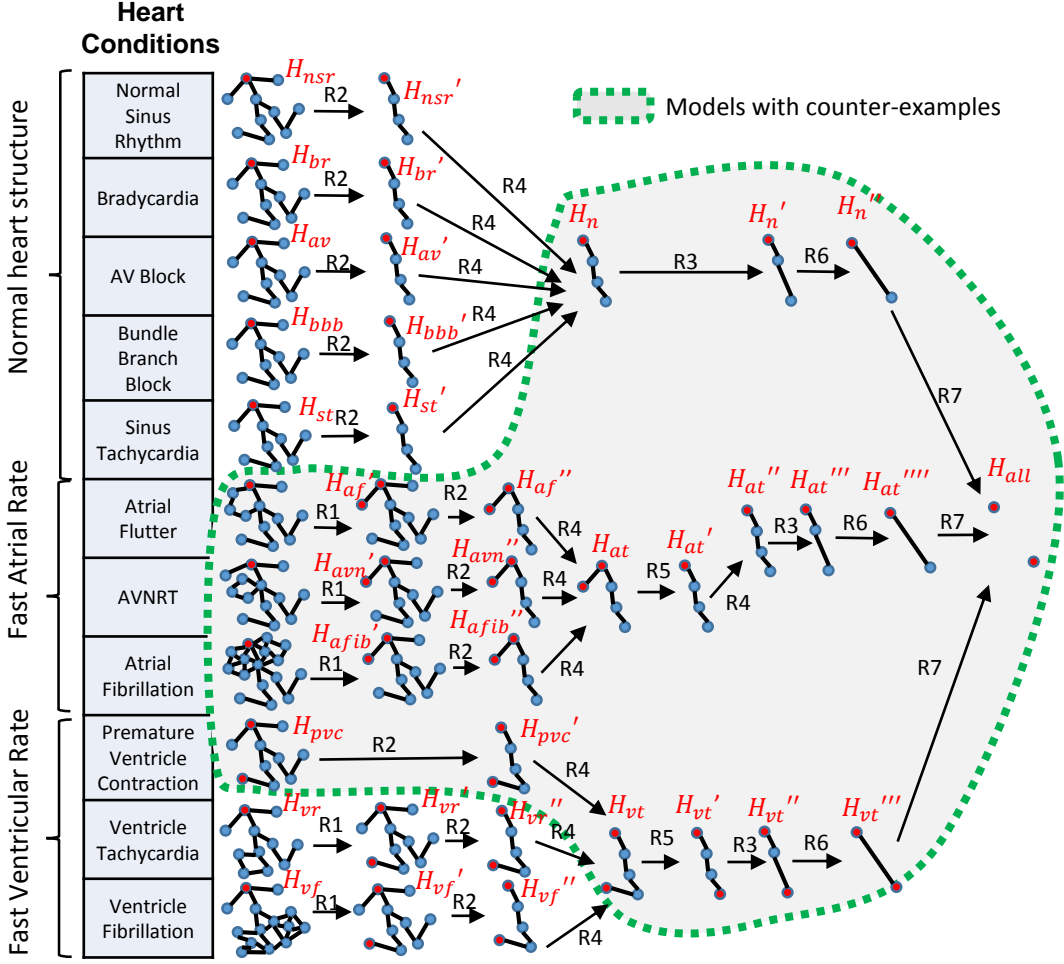 Heart
Conditions
Models with counter-examples
Normal heart structure
Fast Atrial Rate
Fast Ventricular Rate
Normal
Sinus
Rhythm
H_nsr
R2
H_nsr'
R4
Bradycardia
H_br
R2
H_br'
R4
AV Block
H_av
R2
H_av'
R4
Bundle
Branch
Block
H_bbb
R2
H_bbb'
R4
Sinus
Tachycardia
H_st
R2
H_st'
R4
H_n
R3
H_n'
R6
H_n''
R7
Atrial
Flutter
R1
H_af'
R2
H_af''
R4
AVNRT
R1
H_avn'
R2
H_avn''
R4
Atrial
Fibrillation
R1
H_afib'
R2
H_afib''
R4
H_at
R5
H_at'
R4
H_at''
R3
H_at'''
R6
H_at''''
R7
H_all
Premature
Ventricle
Contraction
H_pvc
R2
H_pvc'
R4
Ventricle
Tachycardia
H_vr
R1
H_vr'
R2
H_vr''
R4
Ventricle
Fibrillation
H_vf
R1
H_vf'
R2
H_vf''
R4
H_vt
R5
H_vt'
R3
H_vt''
R6
H_vt'''
R7